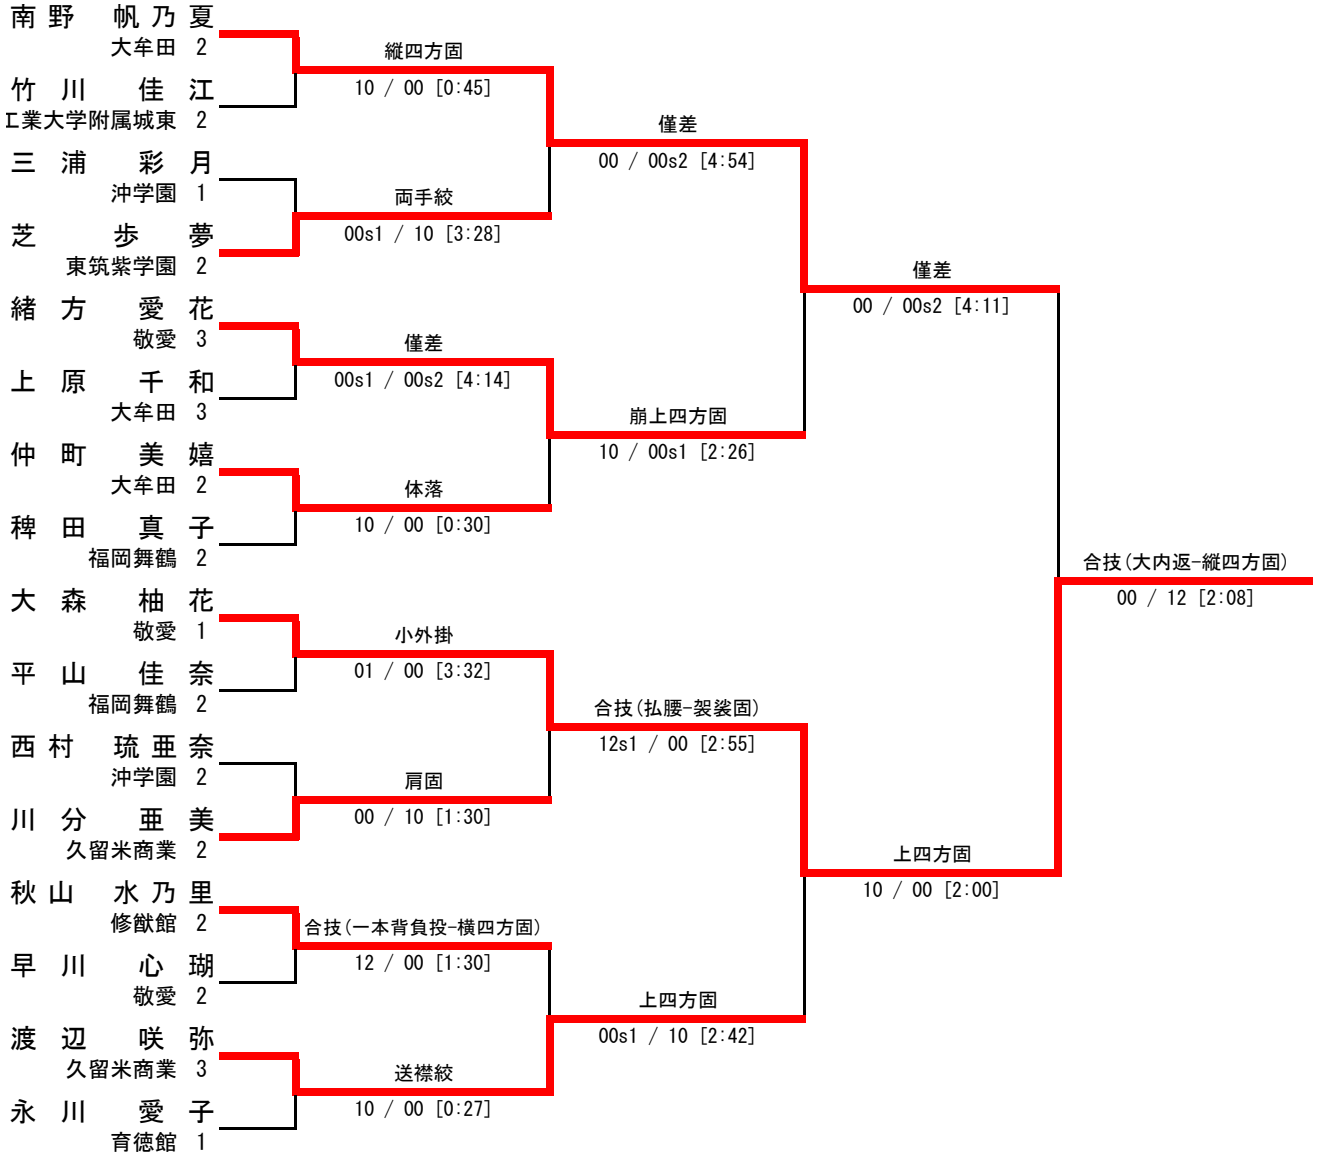 南野 帆乃夏
大牟田 2
縦四方固
10 / 00 [0:45]
竹川 佳江
工業大学附属城東 2
僅差
00 / 00s2 [4:54]
三浦 彩月
沖学園 1
両手絞
00s1 / 10 [3:28]
芝 歩夢
東筑紫学園 2
僅差
00 / 00s2 [4:11]
緒方 愛花
敬愛 3
僅差
00s1 / 00s2 [4:14]
上原 千和
大牟田 3
崩上四方固
10 / 00s1 [2:26]
仲町 美嬉
大牟田 2
体落
10 / 00 [0:30]
稗田 真子
福岡舞鶴 2
合技(大内返-縦四方固)
00 / 12 [2:08]
大森 柚花
敬愛 1
小外掛
01 / 00 [3:32]
平山 佳奈
福岡舞鶴 2
合技(払腰-袈裟固)
12s1 / 00 [2:55]
西村 琉亜奈
沖学園 2
肩固
00 / 10 [1:30]
川分 亜美
久留米商業 2
上四方固
10 / 00 [2:00]
秋山 水乃里
修猷館 2
合技(一本背負投-横四方固)
12 / 00 [1:30]
早川 心瑚
敬愛 2
上四方固
00s1 / 10 [2:42]
渡辺 咲弥
久留米商業 3
送襟絞
10 / 00 [0:27]
永川 愛子
育徳館 1